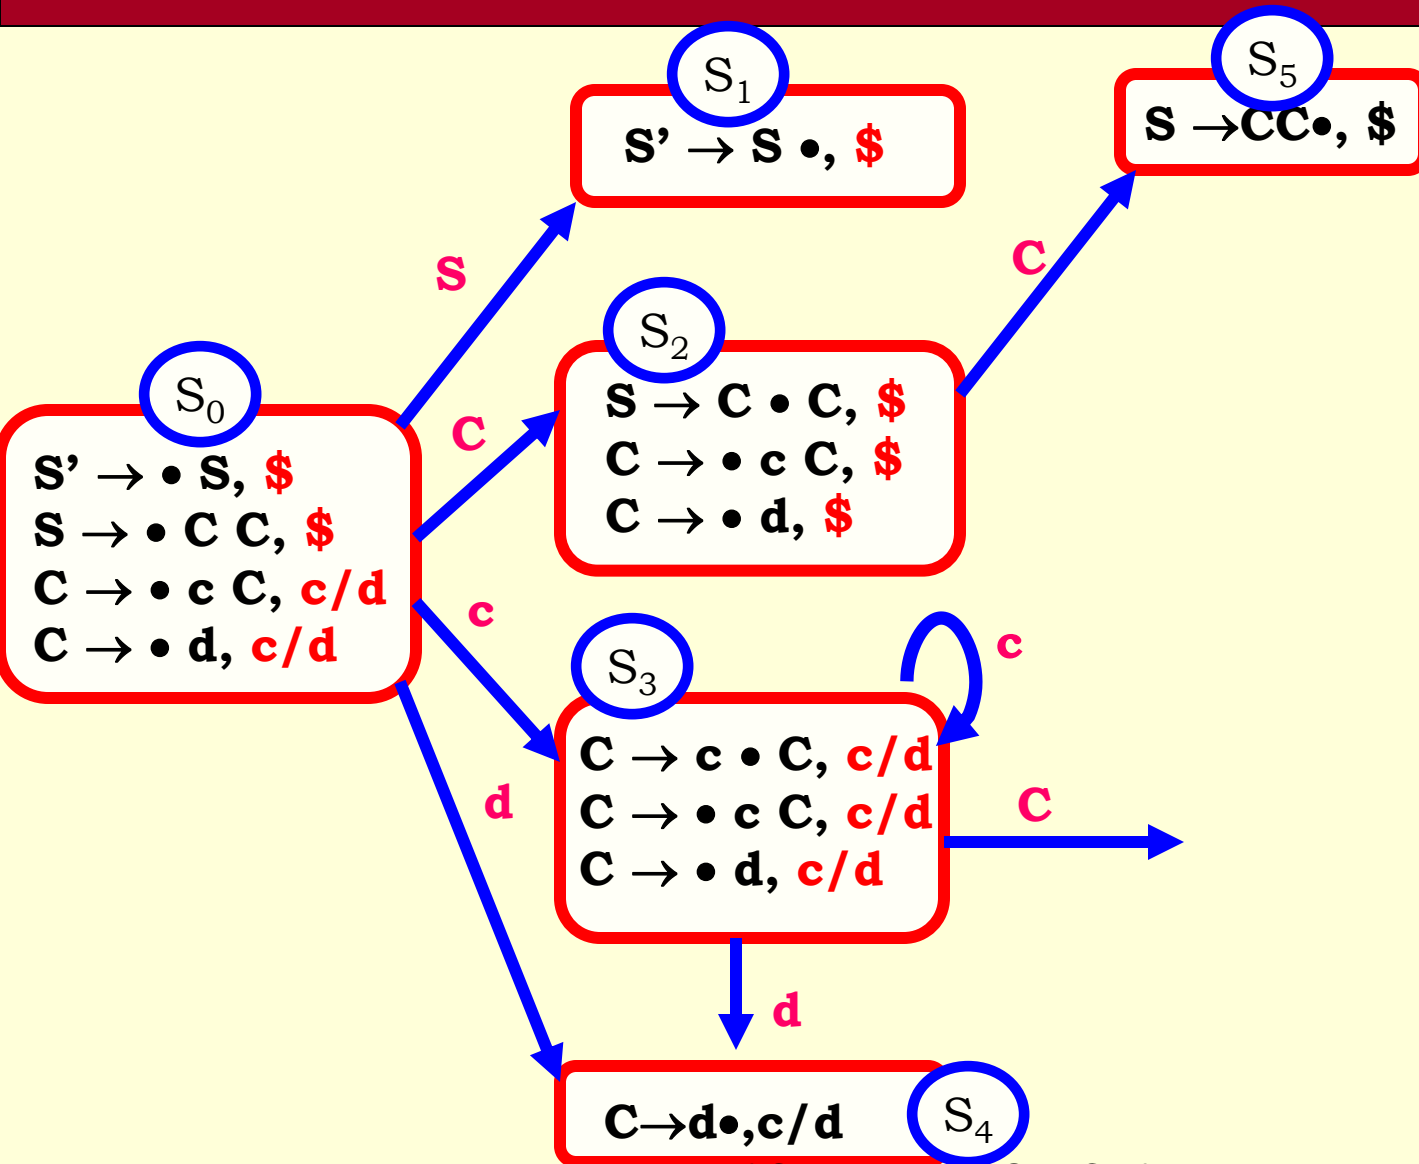 S₁
S' → S •, $
S₅
S →CC•, $
S
C
S₂
S → C • C, $
C → • c C, $
C → • d, $
S₀
S’ → • S, $
S → • C C, $
C → • c C, c/d
C → • d, c/d
C
c
d
S₃
C → c • C, c/d
C → • c C, c/d
C → • d, c/d
c
C
d
C→d•,c/d
S₄